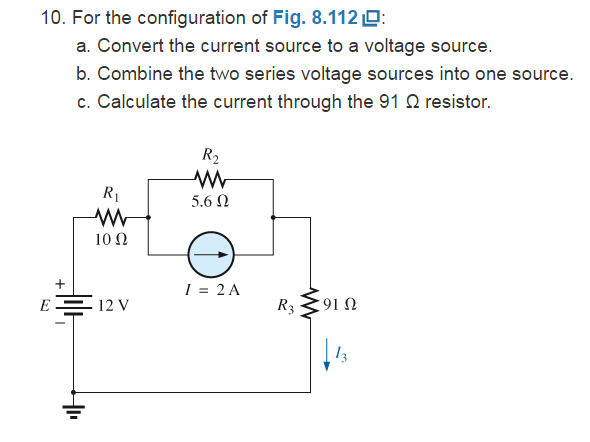 10. For the configuration of Fig. 8.112:
a. Convert the current source to a voltage source.
b. Combine the two series voltage sources into one source.
c. Calculate the current through the 91 Ω resistor.
R₂
5.6 Ω
R₁
10 Ω
I = 2 A
+
E
12 V
−
R₃
91 Ω
I₃